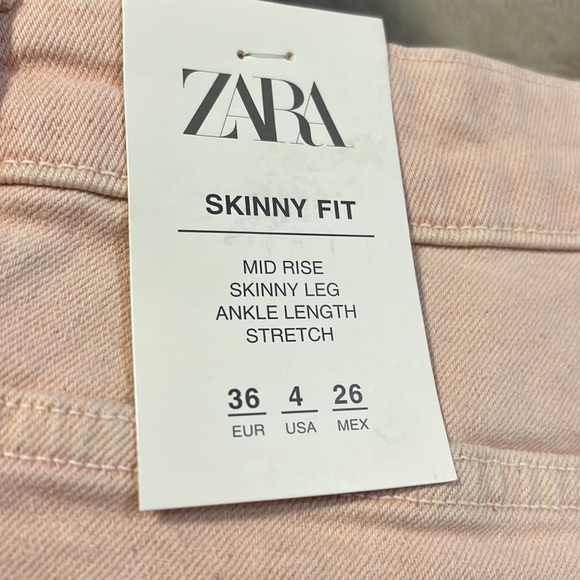 ZARA
SKINNY FIT
MID RISE
SKINNY LEG
ANKLE LENGTH
STRETCH
36 4 26
EUR USA MEX